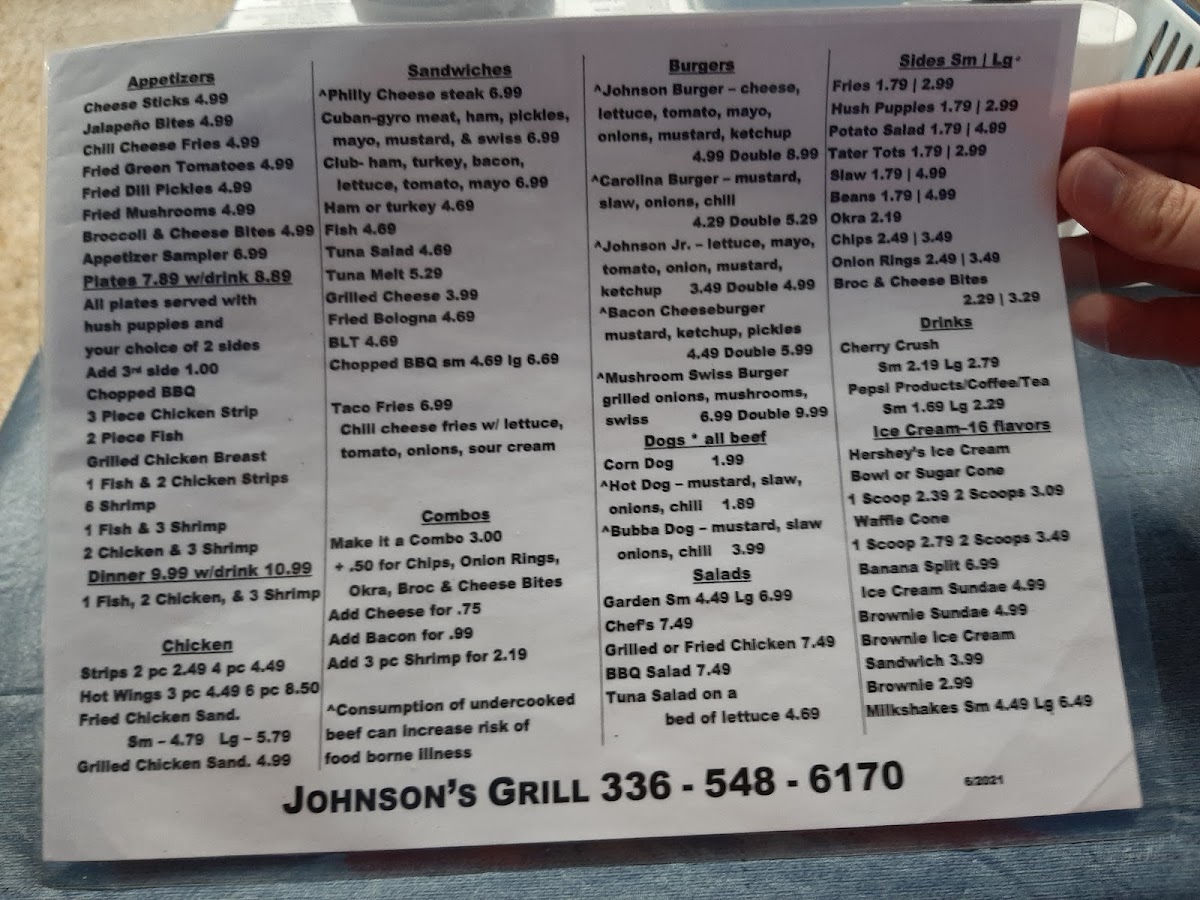 Appetizers
Cheese Sticks 4.99
Jalapeño Bites 4.99
Chili Cheese Fries 4.99
Fried Green Tomatoes 4.99
Fried Dill Pickles 4.99
Fried Mushrooms 4.99
Broccoli & Cheese Bites 4.99
Appetizer Sampler 6.99
Plates 7.89 w/drink 8.89
All plates served with
hush puppies and
your choice of 2 sides
Add 3rd side 1.00
Chopped BBQ
3 Piece Chicken Strip
2 Piece Fish
Grilled Chicken Breast
1 Fish & 2 Chicken Strips
6 Shrimp
1 Fish & 3 Shrimp
2 Chicken & 3 Shrimp
Dinner 9.99 w/drink 10.99
1 Fish, 2 Chicken, & 3 Shrimp
Chicken
Strips 2 pc 2.49 4 pc 4.49
Hot Wings 3 pc 4.49 6 pc 8.50
Fried Chicken Sand.
Sm – 4.79 Lg – 5.79
Grilled Chicken Sand. 4.99
Sandwiches
^Philly Cheese steak 6.99
Cuban-gyro meat, ham, pickles,
mayo, mustard, & swiss 6.99
Club- ham, turkey, bacon,
lettuce, tomato, mayo 6.99
Ham or turkey 4.69
Fish 4.69
Tuna Salad 4.69
Tuna Melt 5.29
Grilled Cheese 3.99
Fried Bologna 4.69
BLT 4.69
Chopped BBQ sm 4.69 lg 6.69
Taco Fries 6.99
Chili cheese fries w/ lettuce,
tomato, onions, sour cream
Combos
Make it a Combo 3.00
+ .50 for Chips, Onion Rings,
Okra, Broc & Cheese Bites
Add Cheese for .75
Add Bacon for .99
Add 3 pc Shrimp for 2.19
^Consumption of undercooked
beef can increase risk of
food borne illness
Burgers
^Johnson Burger – cheese,
lettuce, tomato, mayo,
onions, mustard, ketchup
4.99 Double 8.99
^Carolina Burger – mustard,
slaw, onions, chili
4.29 Double 5.29
^Johnson Jr. – lettuce, mayo,
tomato, onion, mustard,
ketchup 3.49 Double 4.99
^Bacon Cheeseburger
mustard, ketchup, pickles
4.49 Double 5.99
^Mushroom Swiss Burger
grilled onions, mushrooms,
swiss 6.99 Double 9.99
Dogs * all beef
Corn Dog 1.99
^Hot Dog – mustard, slaw,
onions, chili 1.89
^Bubba Dog – mustard, slaw
onions, chili 3.99
Salads
Garden Sm 4.49 Lg 6.99
Chef's 7.49
Grilled or Fried Chicken 7.49
BBQ Salad 7.49
Tuna Salad on a
bed of lettuce 4.69
Sides Sm | Lg
Fries 1.79 | 2.99
Hush Pupples 1.79 | 2.99
Potato Salad 1.79 | 4.99
Tater Tots 1.79 | 2.99
Slaw 1.79 | 4.99
Beans 1.79 | 4.99
Okra 2.19
Chips 2.49 | 3.49
Onion Rings 2.49 | 3.49
Broc & Cheese Bites
2.29 | 3.29
Drinks
Cherry Crush
Sm 2.19 Lg 2.79
Pepsi Products/Coffee/Tea
Sm 1.69 Lg 2.29
Ice Cream–16 flavors
Hershey's Ice Cream
Bowl or Sugar Cone
1 Scoop 2.39 2 Scoops 3.09
Waffle Cone
1 Scoop 2.79 2 Scoops 3.49
Banana Split 6.99
Ice Cream Sundae 4.99
Brownie Sundae 4.99
Brownie Ice Cream
Sandwich 3.99
Brownie 2.99
Milkshakes Sm 4.49 Lg 6.49
JOHNSON'S GRILL 336 - 548 - 6170
6/2021